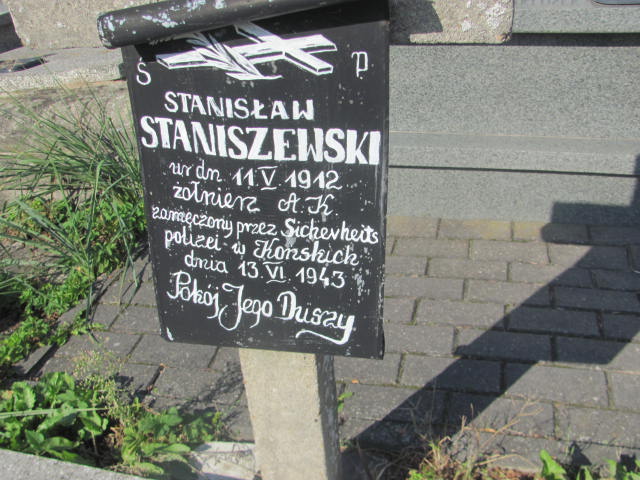 Ś P
STANISŁAW
STANISZEWSKI
ur dn 11 V 1912
żołnierz A K
zamęczony przez Sicherheits
polizei - w Końskich
dnia 13 VI 1943
Pokój Jego Duszy